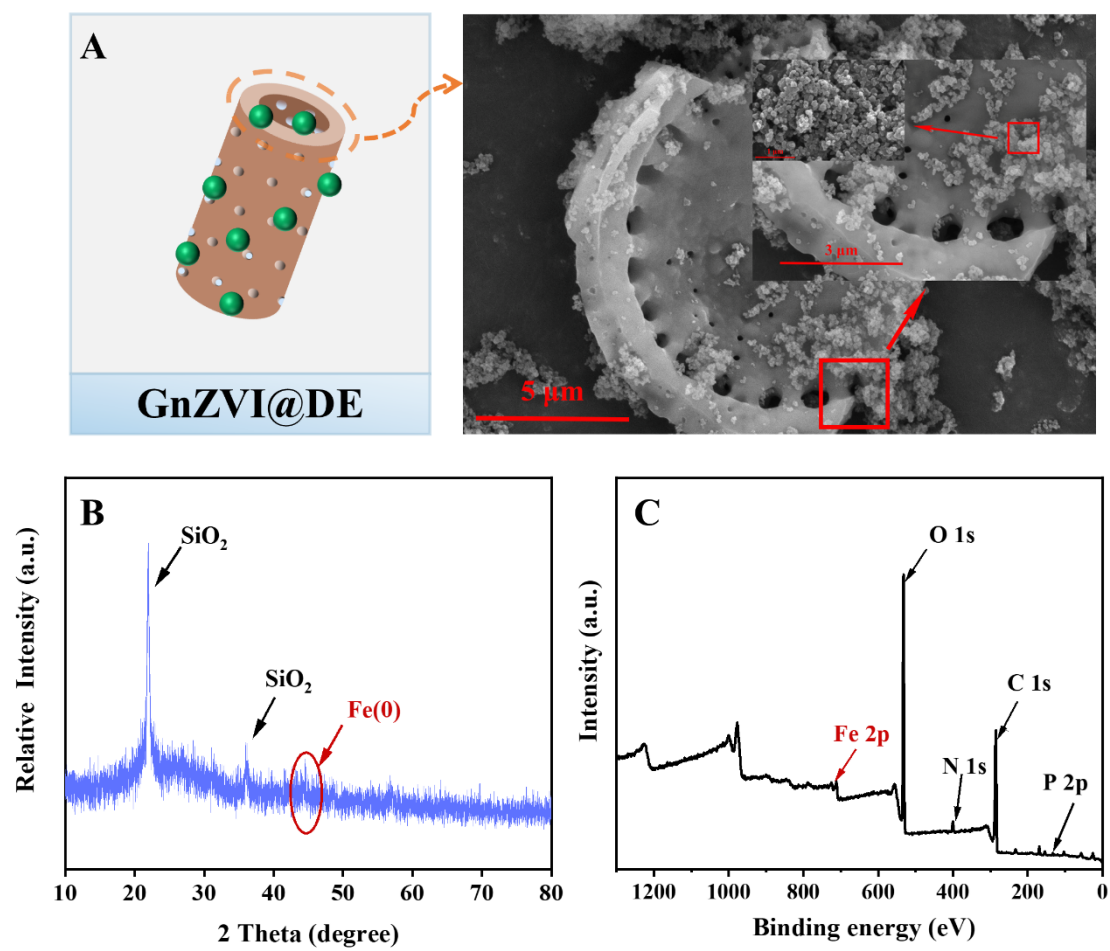 A
GnZVI@DE
3 μm
5 μm
B
SiO2
SiO2
Fe(0)
Relative Intensity (a.u.)
10 20 30 40 50 60 70 80
2 Theta (degree)
C
O 1s
C 1s
Fe 2p
N 1s
P 2p
Intensity (a.u.)
1200 1000 800 600 400 200 0
Binding energy (eV)